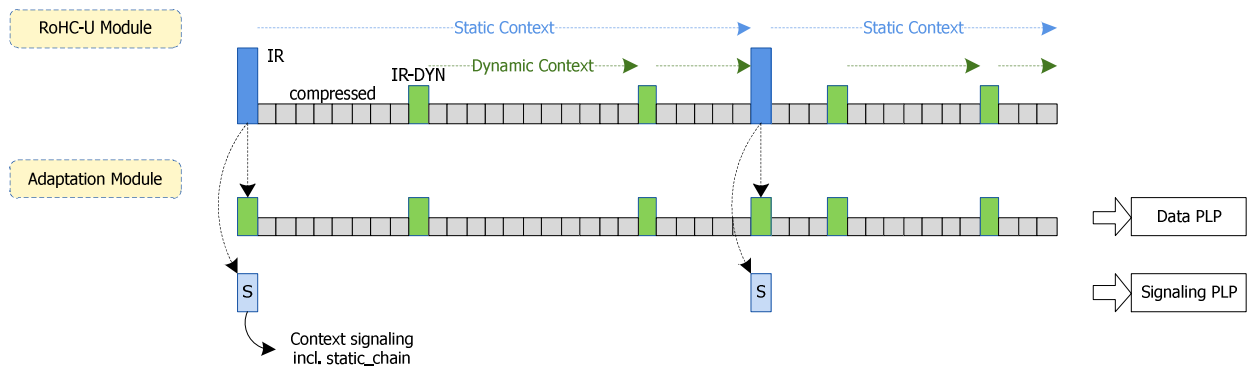 RoHC-U Module
Static Context
Static Context
IR
IR-DYN
Dynamic Context
compressed
Adaptation Module
Data PLP
S
S
Signaling PLP
Context signaling
incl. static_chain